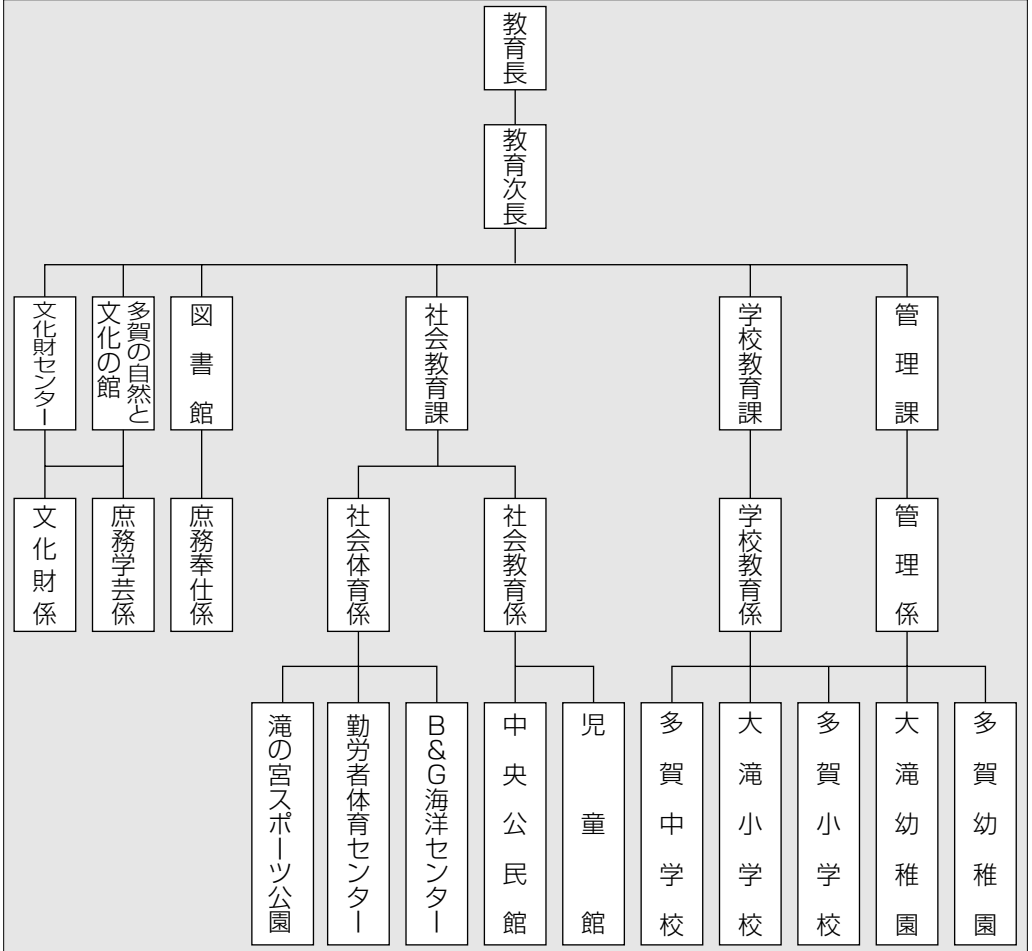 教育長
教育次長
管理課
学校教育課
社会教育課
図書館
多賀の自然と
文化の館
文化財センター
管理係
学校教育係
社会教育係
社会体育係
庶務奉仕係
庶務学芸係
文化財係
多賀幼稚園
大滝幼稚園
多賀小学校
大滝小学校
多賀中学校
児童館
中央公民館
B&G海洋センター
勤労者体育センター
滝の宮スポーツ公園